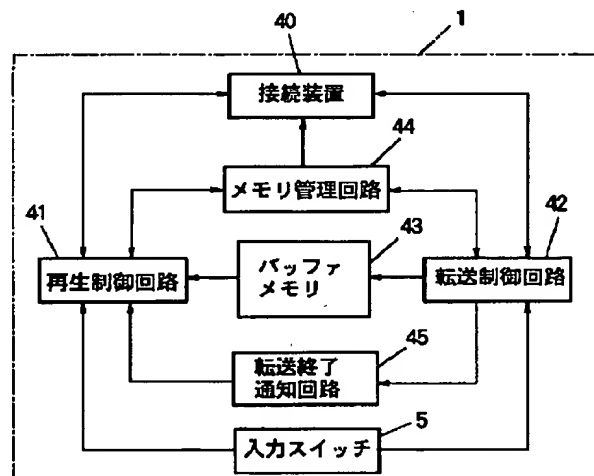 40
1
接続装置
44
メモリ管理回路
41
43
42
再生制御回路
バッファ
メモリ
転送制御回路
45
転送終了
通知回路
5
入力スイッチ